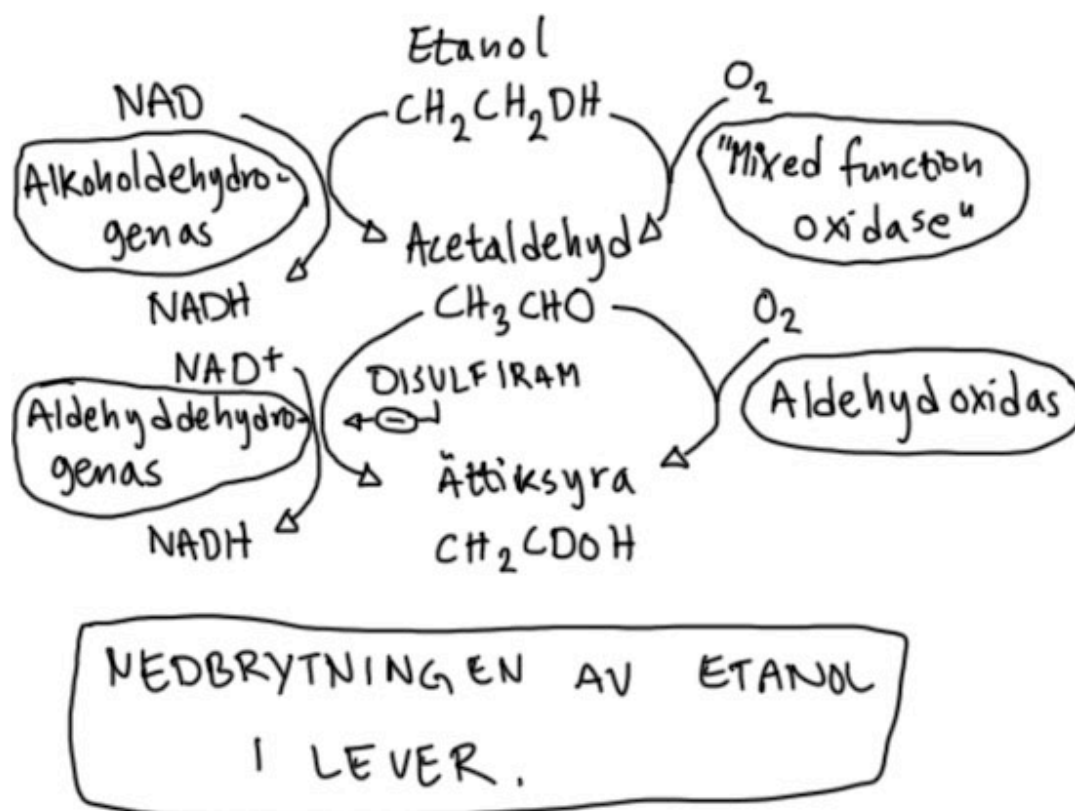 Etanol
NAD
CH2CH2DH
O2
Alkoholdehydro-
genas
"Mixed function
oxidase"
Acetaldehyd
NADH
CH3CHO
O2
NAD+
DISULFIRAM
Aldehyddehydro-
genas
-
Aldehydoxidas
Ättiksyra
NADH
CH2CDOH
NEDBRYTNINGEN AV ETANOL
I LEVER.